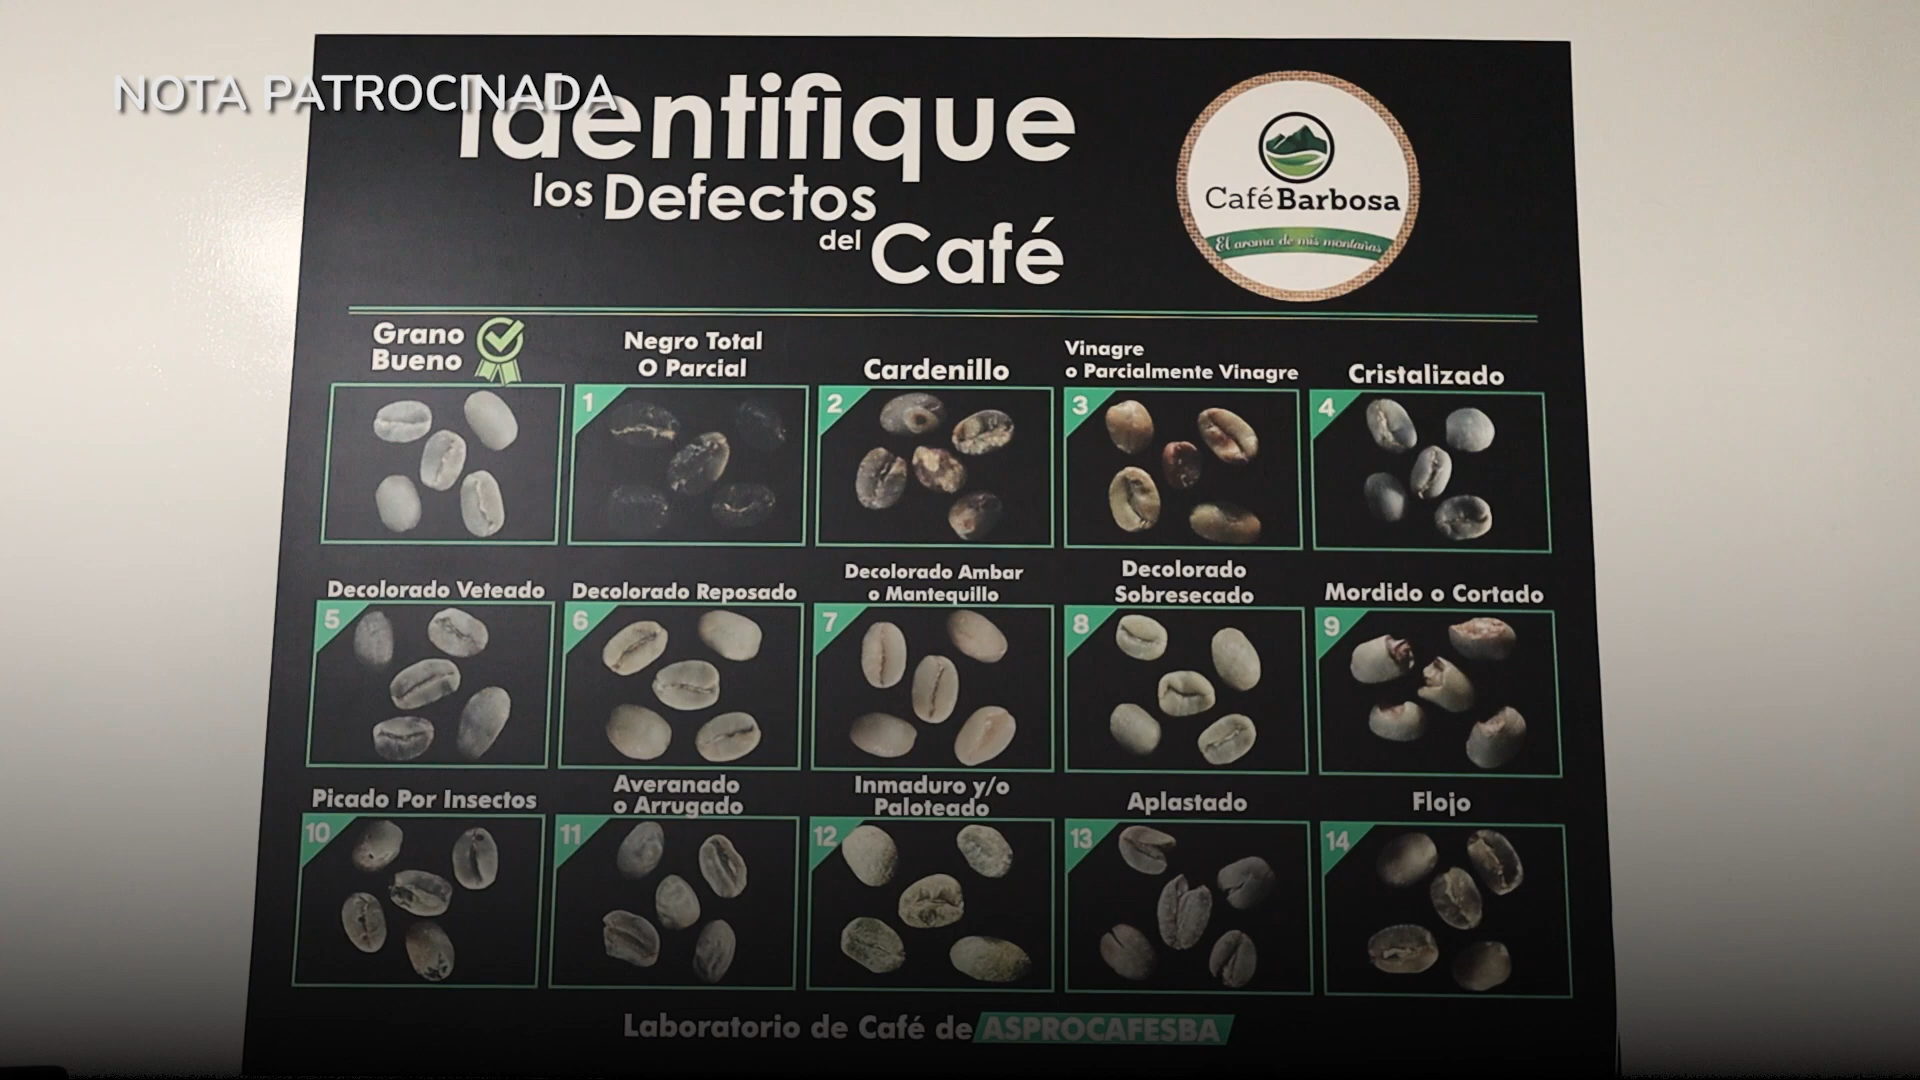 NOTA PATROCINADA
Identifique
los Defectos
del Café
Café Barbosa
El aroma de mis montañas
Grano
Bueno
Negro Total
O Parcial
Cardenillo
Vinagre
o Parcialmente Vinagre
Cristalizado
1
2
3
4
Decolorado Veteado
Decolorado Reposado
Decolorado Ambar
o Mantequillo
Decolorado
Sobresecado
Mordido o Cortado
5
6
7
8
9
Picado Por Insectos
Averanado
o Arrugado
Inmaduro y/o
Paloteado
Aplastado
Flojo
10
11
12
13
14
Laboratorio de Café de ASPROCAFESBA